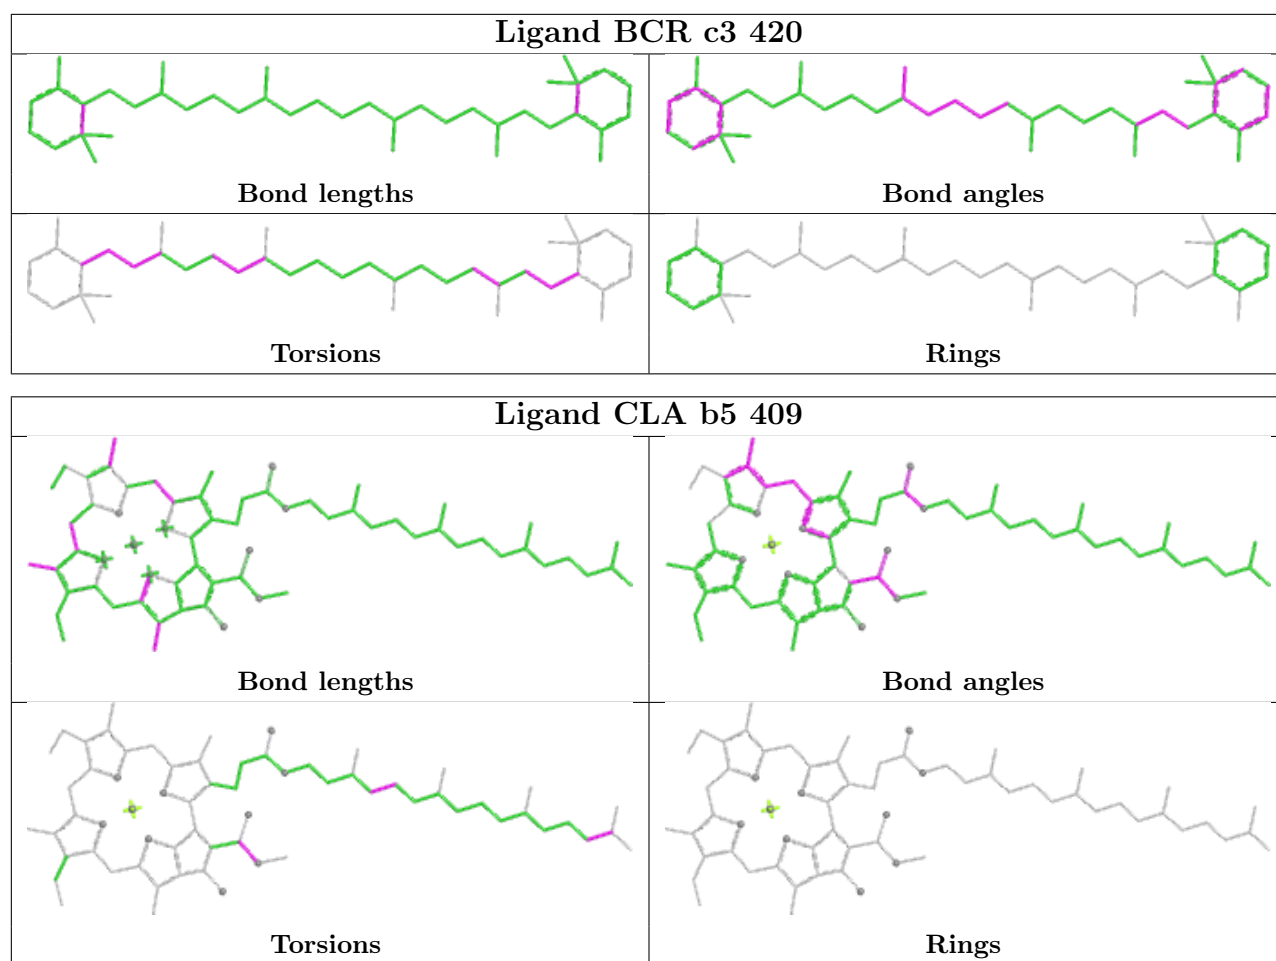 Ligand BCR c3 420
Bond lengths
Bond angles
Torsions
Rings
Ligand CLA b5 409
Bond lengths
Bond angles
Torsions
Rings